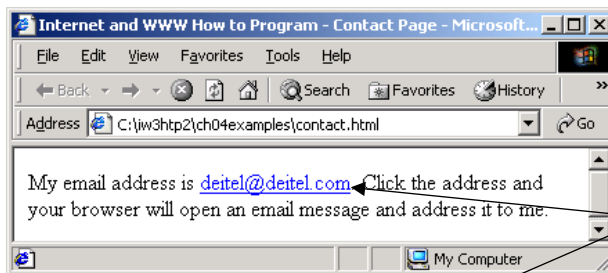 Internet and WWW How to Program - Contact Page - Microsoft...
File Edit View Favorites Tools Help
Back Search Favorites History »
Address C:\iw3htp2\ch04examples\contact.html Go
My email address is deitel@deitel.com. Click the address and
your browser will open an email message and address it to me.
My Computer